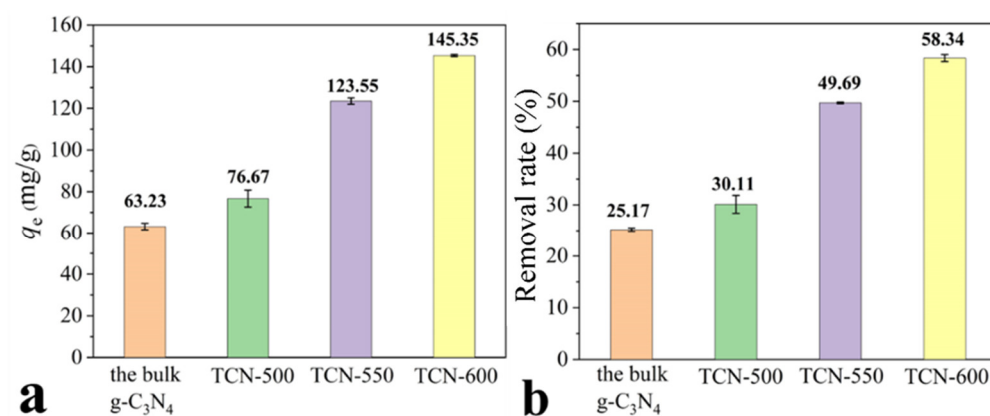 160
140
120
100
80
60
40
20
0
qe (mg/g)
63.23
76.67
123.55
145.35
the bulk
g-C₃N₄
TCN-500
TCN-550
TCN-600
a
60
50
40
30
20
10
0
Removal rate (%)
25.17
30.11
49.69
58.34
the bulk
g-C₃N₄
TCN-500
TCN-550
TCN-600
b